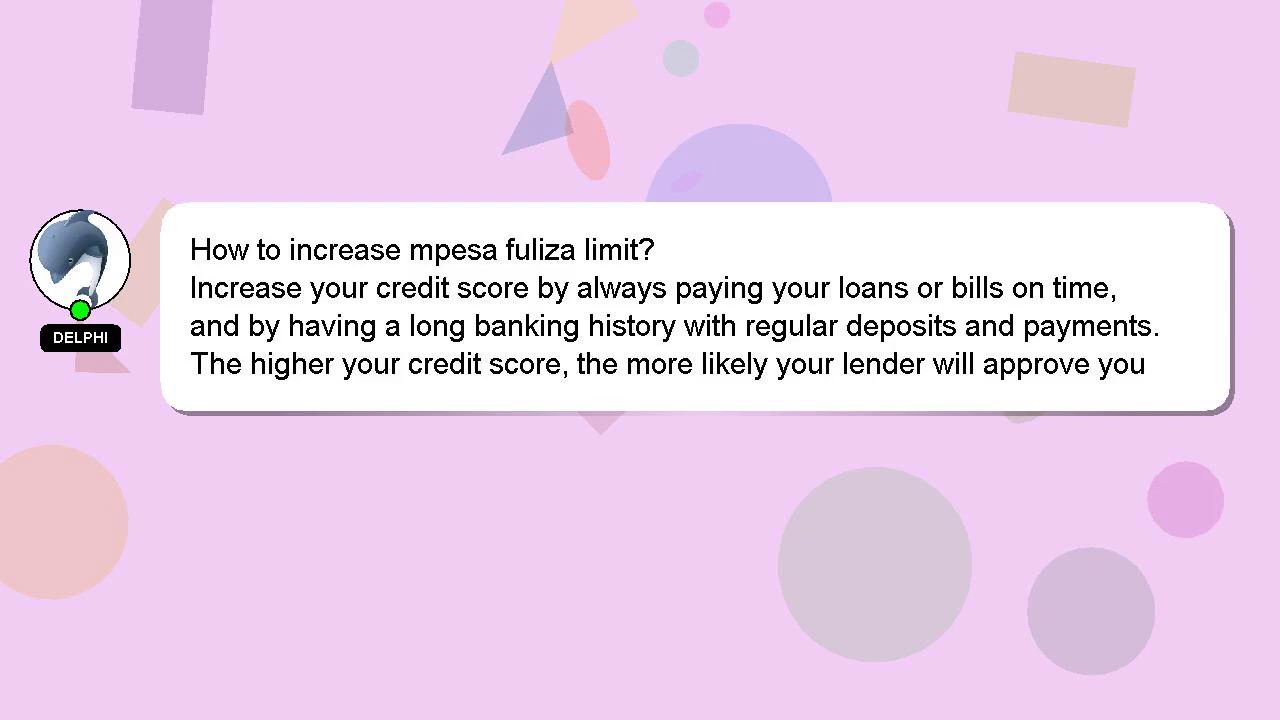 How to increase mpesa fuliza limit?
Increase your credit score by always paying your loans or bills on time,
and by having a long banking history with regular deposits and payments.
The higher your credit score, the more likely your lender will approve you
DELPHI